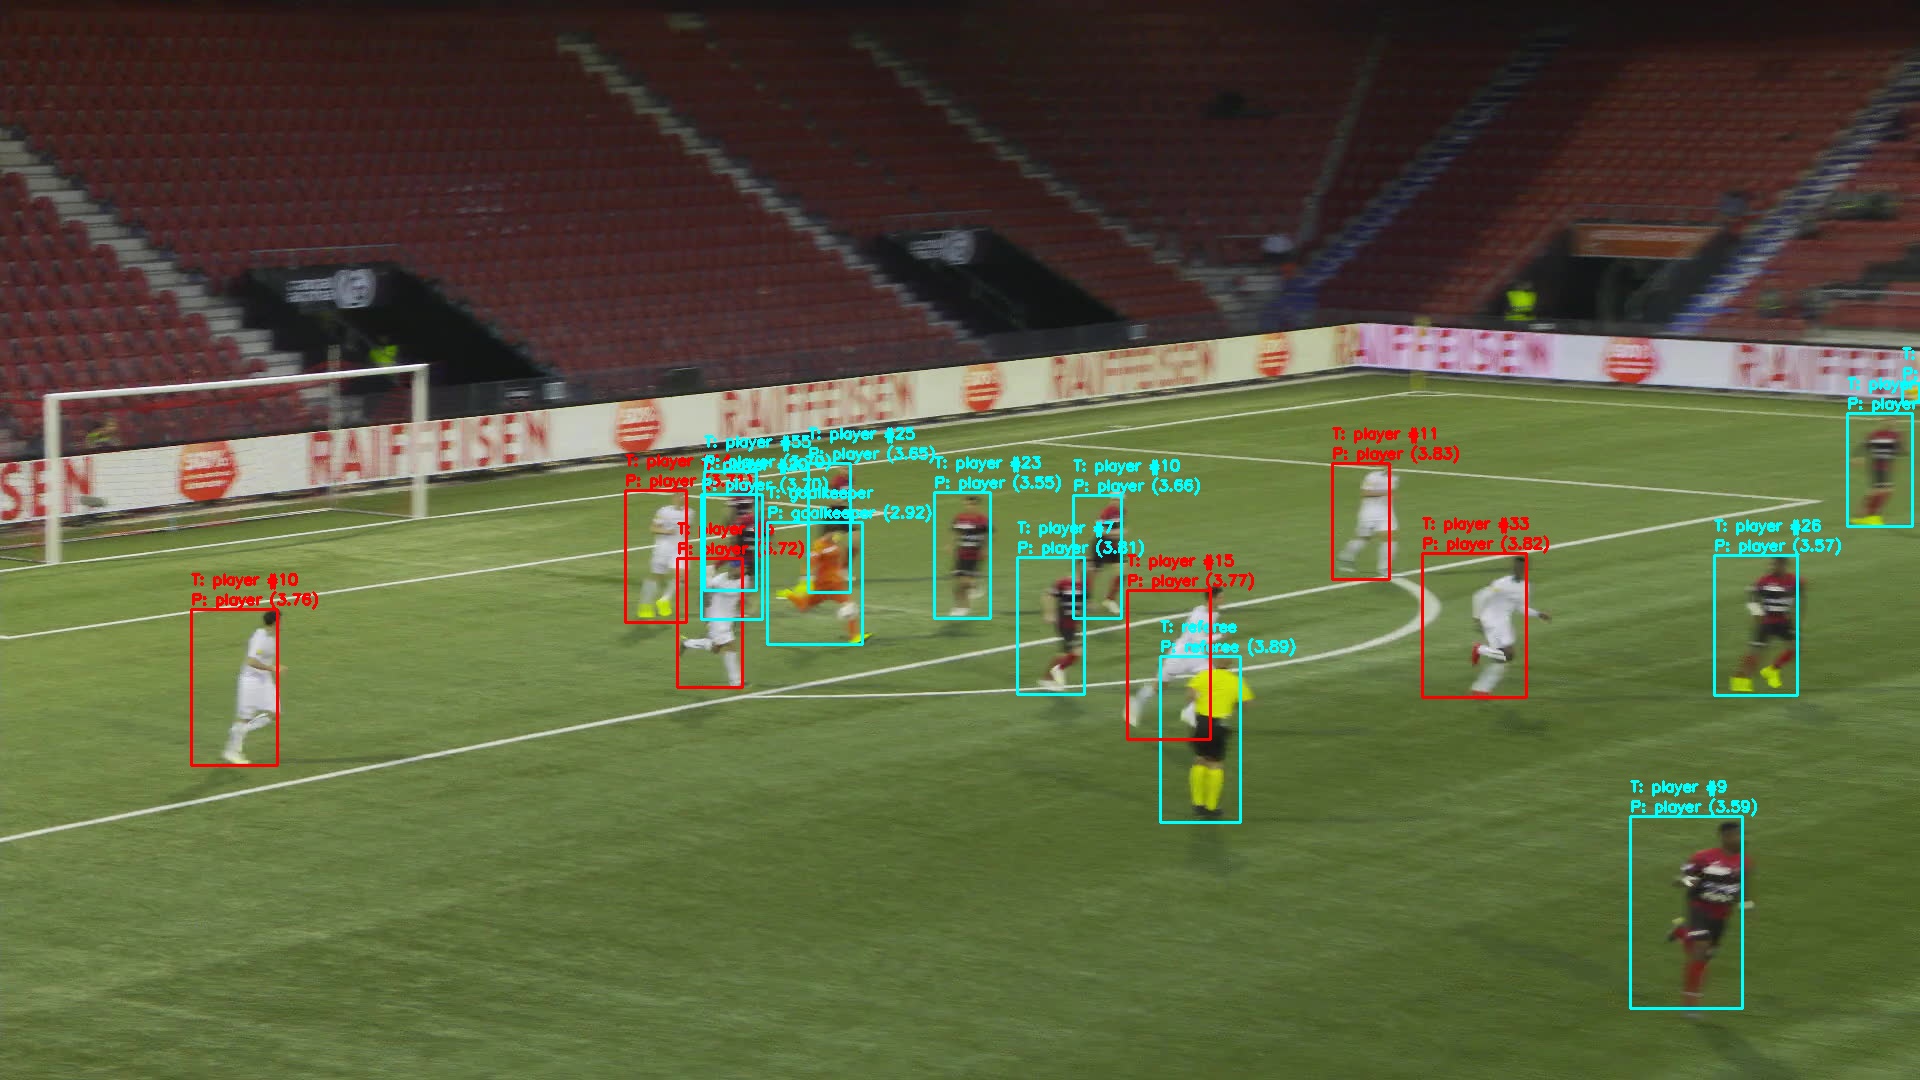 RAIFFEISEN
RAIFFEISEN
RAIFFEISEN
RAIFFEISEN
T: player #11
P: player (3.83)
T: player #55
T: player #25
P: player (3.65)
T: player #23
P: player (3.55)
T: player #10
P: player (3.66)
T: goalkeeper
P: goalkeeper (2.92)
T: player #7
P: player (3.81)
T: player #33
P: player (3.82)
T: player #26
P: player (3.57)
T: player #15
P: player (3.77)
T: player #10
P: player (3.76)
T: referee
P: referee (3.89)
T: player #9
P: player (3.59)